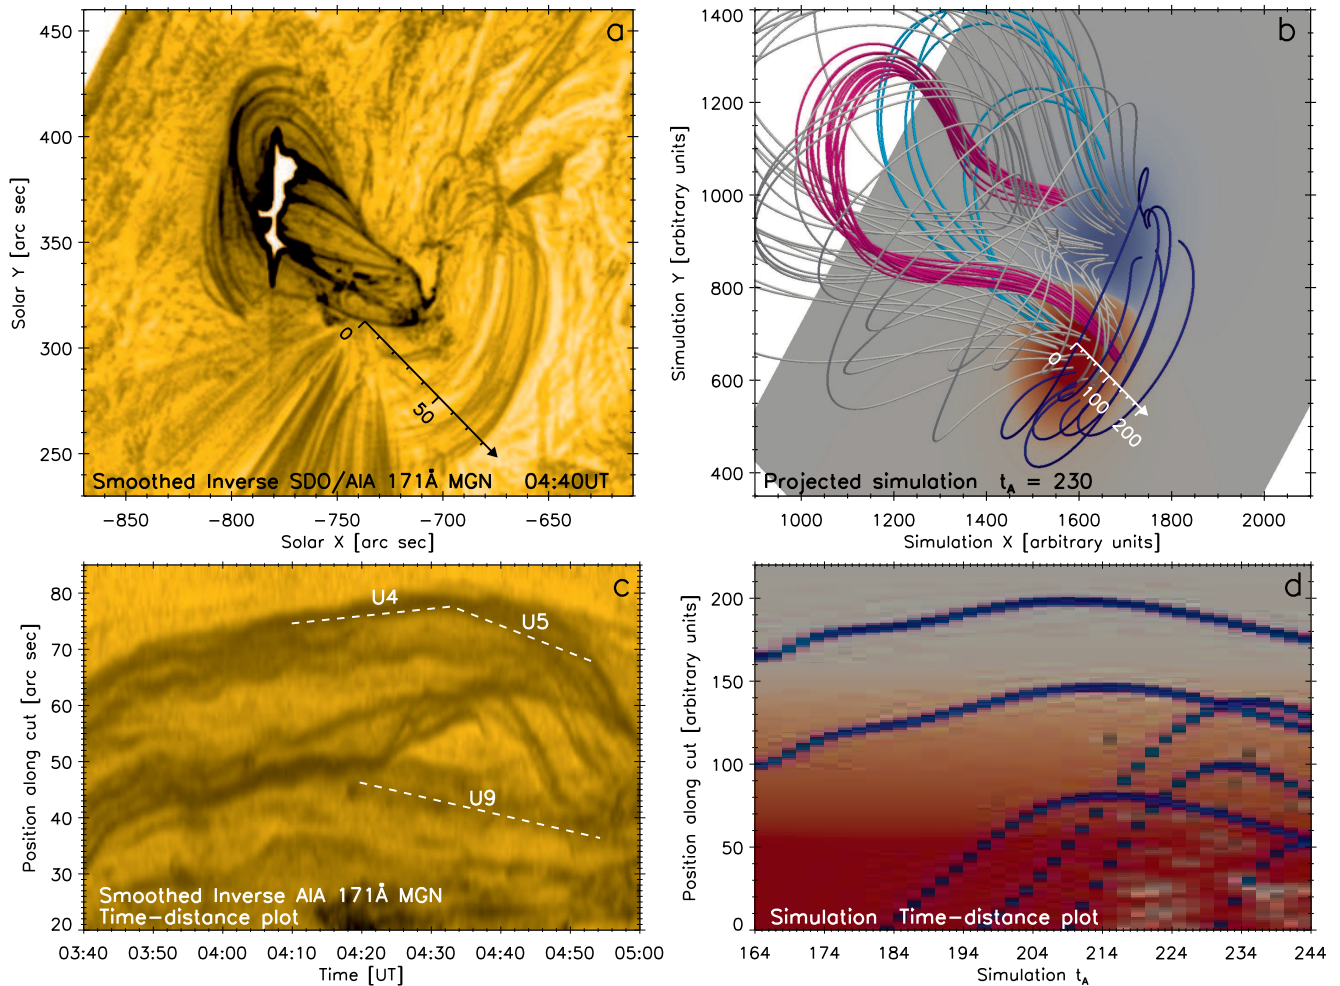 a
450
400
350
300
250
Solar Y [arc sec]
0
50
Smoothed Inverse SDO/AIA 171Å MGN 04:40UT
−850 −800 −750 −700 −650
Solar X [arc sec]
b
1400
1200
1000
800
600
400
Simulation Y [arbitrary units]
0
100
200
Projected simulation tA = 230
1000 1200 1400 1600 1800 2000
Simulation X [arbitrary units]
c
80
70
60
50
40
30
20
Position along cut [arc sec]
U4
U5
U9
Smoothed Inverse AIA 171Å MGN
Time−distance plot
03:40 03:50 04:00 04:10 04:20 04:30 04:40 04:50 05:00
Time [UT]
d
200
150
100
50
0
Position along cut [arbitrary units]
Simulation Time−distance plot
164 174 184 194 204 214 224 234 244
Simulation tA